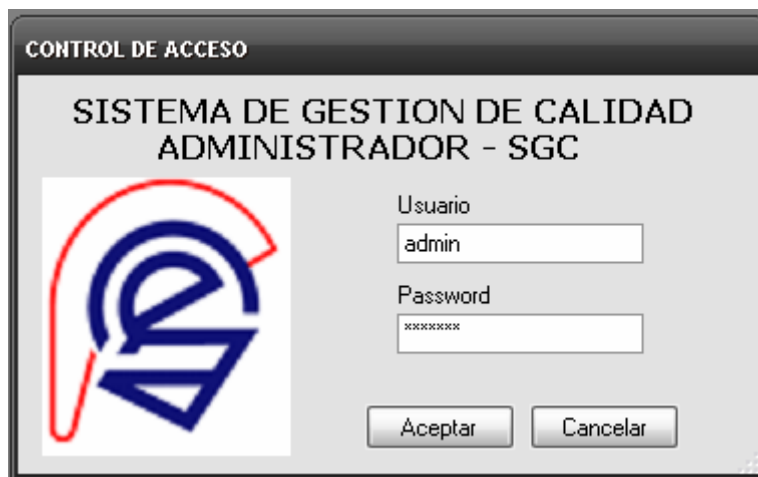 CONTROL DE ACCESO
SISTEMA DE GESTION DE CALIDAD
ADMINISTRADOR - SGC
Usuario
admin
Password
*******
Aceptar
Cancelar